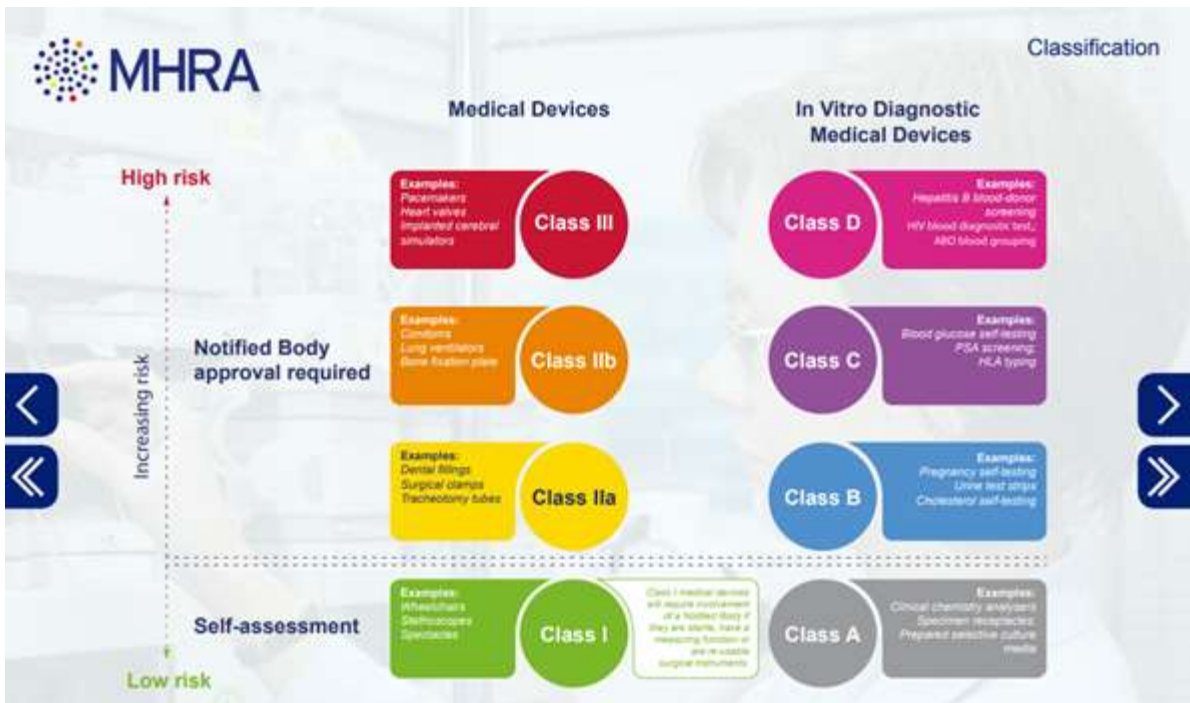 MHRA
Classification
Medical Devices
In Vitro Diagnostic
Medical Devices
High risk
Increasing risk
Low risk
Notified Body
approval required
Self-assessment
Examples:
Pacemakers
Heart valves
Implanted cerebral
simulators
Class III
Class D
Examples:
Hepatitis B blood-donor
screening
HIV blood diagnostic test,;
ABO blood grouping
Examples:
Condoms
Lung ventilators
Bone fixation plate
Class IIb
Class C
Examples:
Blood glucose self-testing
PSA screening;
HLA typing
Examples:
Dental fillings
Surgical clamps
Tracheotomy tubes
Class IIa
Class B
Examples:
Pregnancy self-testing
Urine test strips
Cholesterol self-testing
Examples:
Wheelchairs
Stethoscopes
Spectacles
Class I
Class I medical devices
will require involvement
of a Notified Body if
they are sterile, have a
measuring function or
are re-usable
surgical instruments.
Class A
Examples:
Clinical chemistry analysers
Specimen receptacles;
Prepared selective culture
media